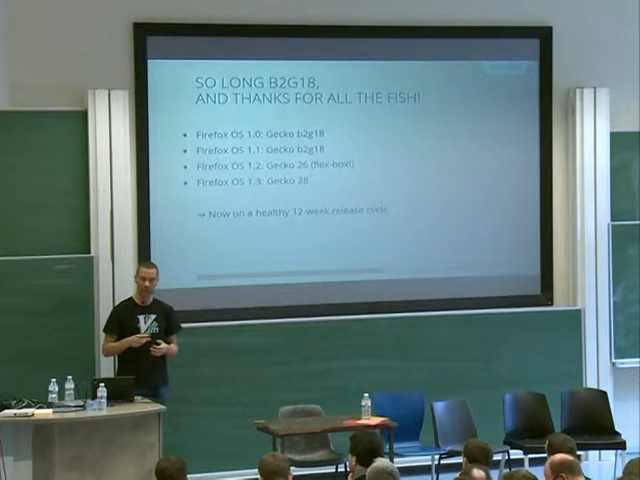 SO LONG B2G18,
AND THANKS FOR ALL THE FISH!
• Firefox OS 1.0: Gecko b2g18
• Firefox OS 1.1: Gecko b2g18
• Firefox OS 1.2: Gecko 26 (flex-box!)
• Firefox OS 1.3: Gecko 28
⇒ Now on a healthy 12-week release cycle